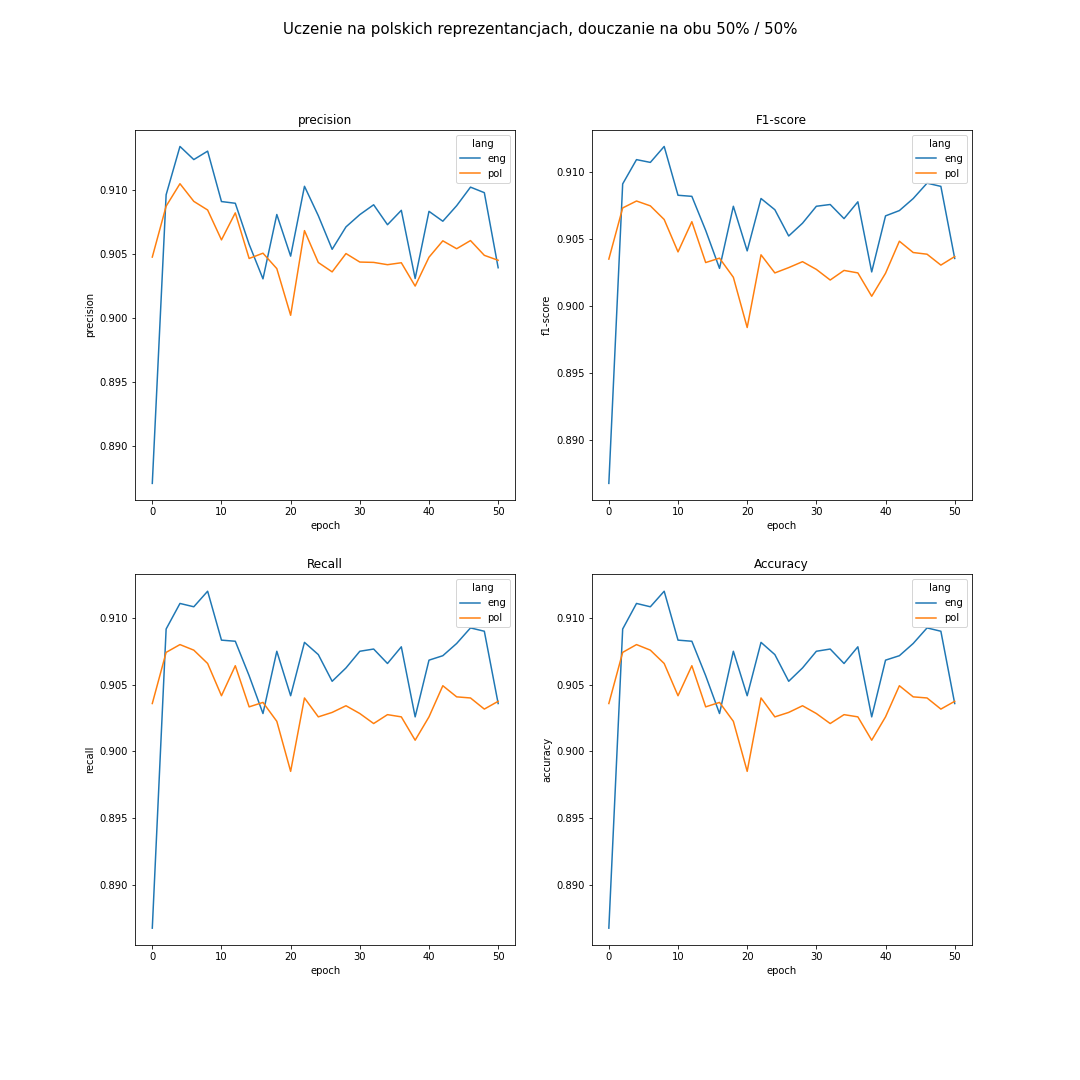 Uczenie na polskich reprezentancjach, douczanie na obu 50% / 50%
precision
lang
eng
pol
0.910
0.905
0.900
0.895
0.890
precision
0 10 20 30 40 50
epoch
F1-score
lang
eng
pol
0.910
0.905
0.900
0.895
0.890
f1-score
0 10 20 30 40 50
epoch
Recall
lang
eng
pol
0.910
0.905
0.900
0.895
0.890
recall
0 10 20 30 40 50
epoch
Accuracy
lang
eng
pol
0.910
0.905
0.900
0.895
0.890
accuracy
0 10 20 30 40 50
epoch